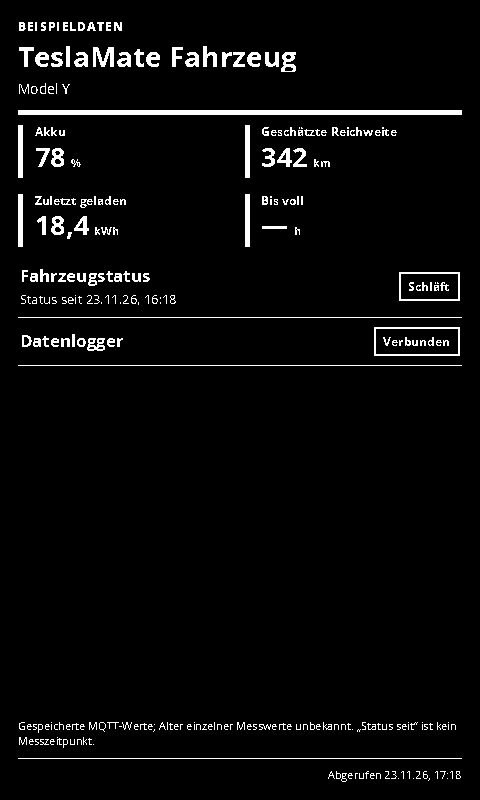 BEISPIELDATEN
TeslaMate Fahrzeug
Model Y
Akku
78 %
Geschätzte Reichweite
342 km
Zuletzt geladen
18,4 kWh
Bis voll
— h
Fahrzeugstatus
Status seit 23.11.26, 16:18
Schläft
Datenlogger
Verbunden
Gespeicherte MQTT-Werte; Alter einzelner Messwerte unbekannt. „Status seit“ ist kein
Messzeitpunkt.
Abgerufen 23.11.26, 17:18